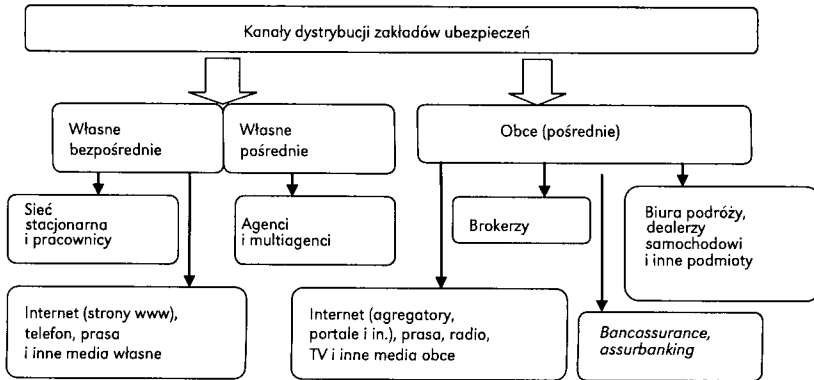 Kanały dystrybucji zakładów ubezpieczeń
Własne
bezpośrednie
Własne
pośrednie
Obce (pośrednie)
Sieć
stacjonarna
i pracownicy
Agenci
i multiagenci
Brokerzy
Biura podróży,
dealerzy
samochodowi
i inne podmioty
Internet (strony www),
telefon, prasa
i inne media własne
Internet (agregatory,
portale i in.), prasa, radio,
TV i inne media obce
Bancassurance,
assurbanking